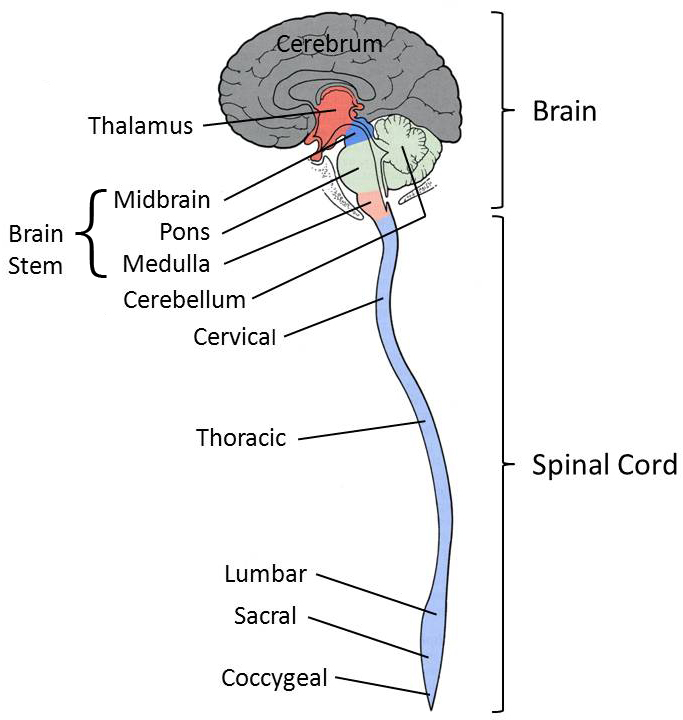 Cerebrum
Brain
Thalamus
Midbrain
Pons
Brain
Stem
Medulla
Cerebellum
Cervical
Thoracic
Spinal Cord
Lumbar
Sacral
Coccygeal